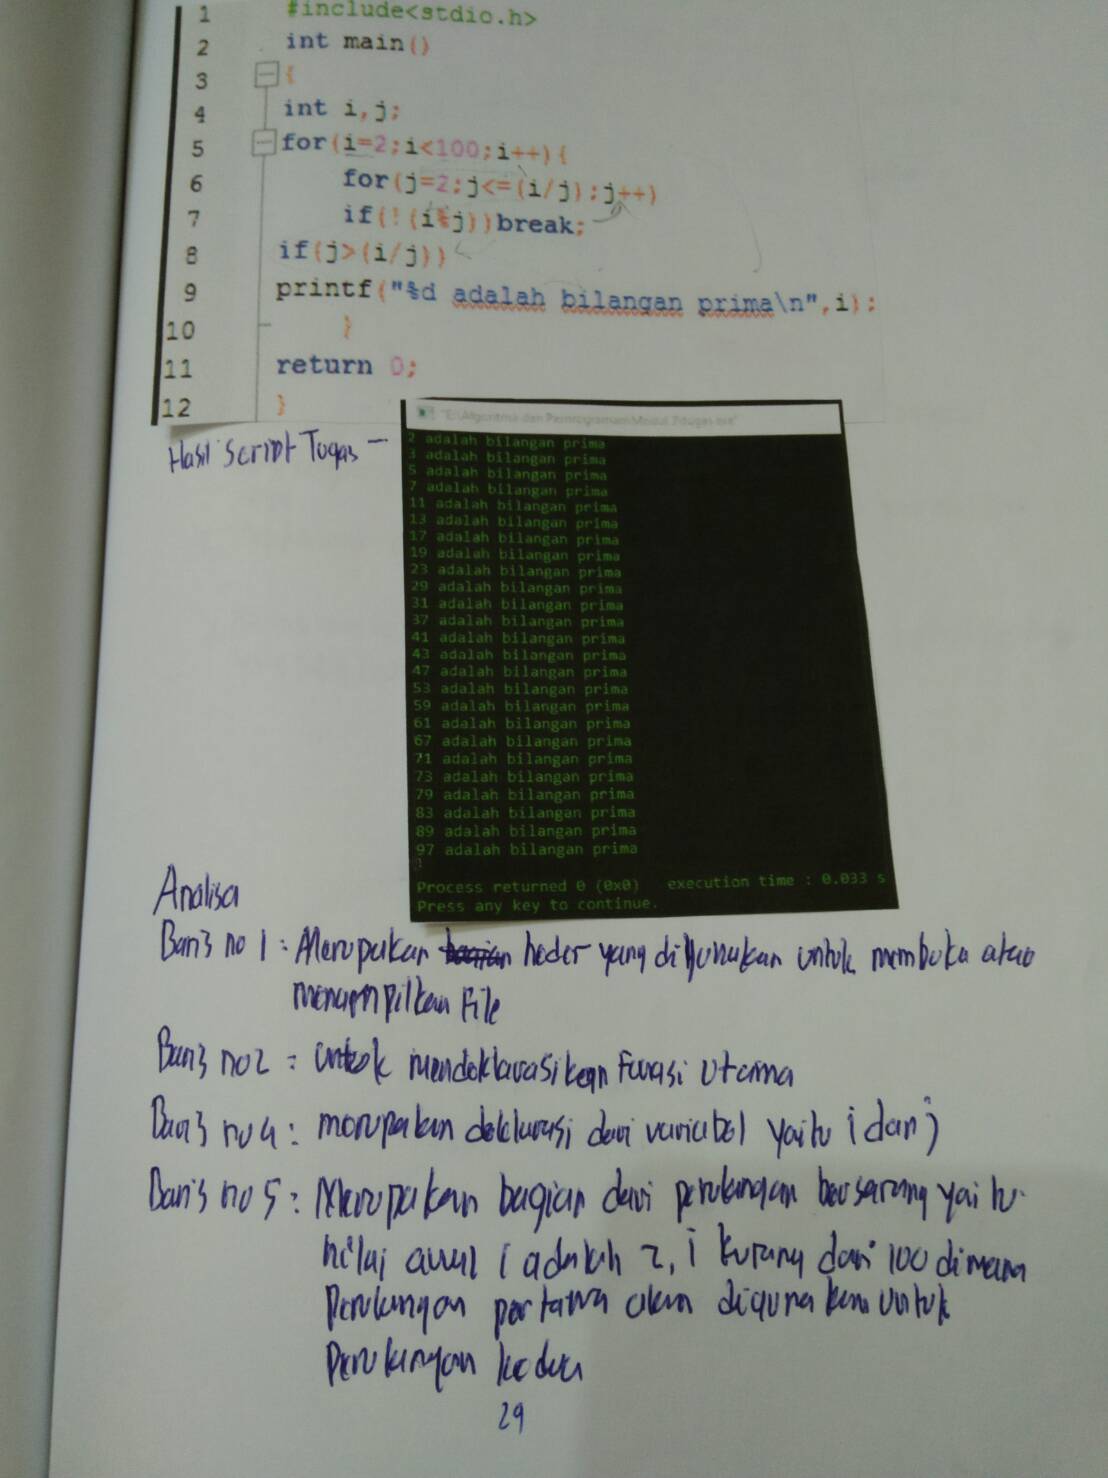 1 #include<stdio.h>
2 int main()
3 {
4 int i,j;
5 for(i=2;i<100;i++){
6 for(j=2;j<=(i/j);j++)
7 if(!(i%j))break;
8 if(j>(i/j))
9 printf("%d adalah bilangan prima\n",i);
10 }
11 return 0;
12 }
Hasil Script Tugas -
"E:\Algoritma dan Pemrograman\Modul 7\tugas.exe"
2 adalah bilangan prima
3 adalah bilangan prima
5 adalah bilangan prima
7 adalah bilangan prima
11 adalah bilangan prima
13 adalah bilangan prima
17 adalah bilangan prima
19 adalah bilangan prima
23 adalah bilangan prima
29 adalah bilangan prima
31 adalah bilangan prima
37 adalah bilangan prima
41 adalah bilangan prima
43 adalah bilangan prima
47 adalah bilangan prima
53 adalah bilangan prima
59 adalah bilangan prima
61 adalah bilangan prima
67 adalah bilangan prima
71 adalah bilangan prima
73 adalah bilangan prima
79 adalah bilangan prima
83 adalah bilangan prima
89 adalah bilangan prima
97 adalah bilangan prima
Process returned 0 (0x0) execution time : 0.033 s
Press any key to continue.
Analisa
Baris no 1 : Merupakan heder yang digunakan untuk membuka atau
menampilkan File
Baris no 2 : untuk mendeklarasikan Fungsi Utama
Baris no 4 : merupakan deklarasi dari variabel yaitu i dan j
Baris no 5 : Merupakan bagian dari perulangan bersarang yaitu
nilai awal i adalah 2, i kurang dari 100 dimana
Perulangan pertama akan digunakan untuk
Perulangan kedua
29